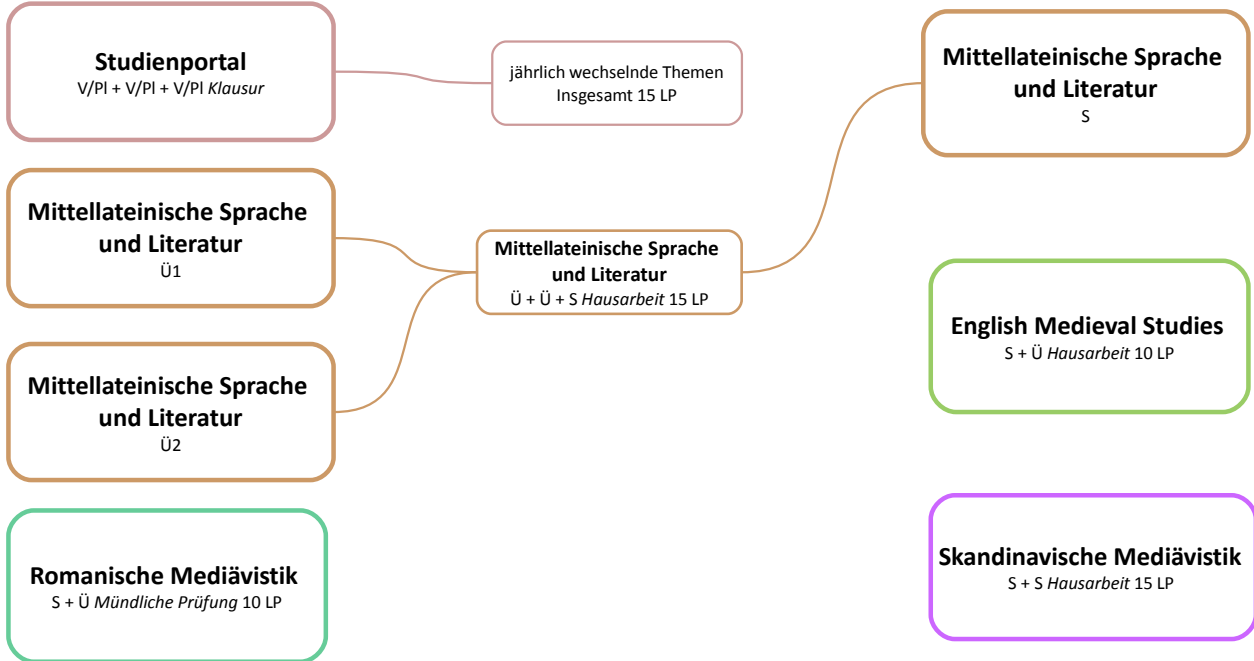 Studienportal
V/Pl + V/Pl + V/Pl Klausur
jährlich wechselnde Themen
Insgesamt 15 LP
Mittellateinische Sprache
und Literatur
S
Mittellateinische Sprache
und Literatur
Ü1
Mittellateinische Sprache
und Literatur
Ü + Ü + S Hausarbeit 15 LP
English Medieval Studies
S + Ü Hausarbeit 10 LP
Mittellateinische Sprache
und Literatur
Ü2
Romanische Mediävistik
S + Ü Mündliche Prüfung 10 LP
Skandinavische Mediävistik
S + S Hausarbeit 15 LP